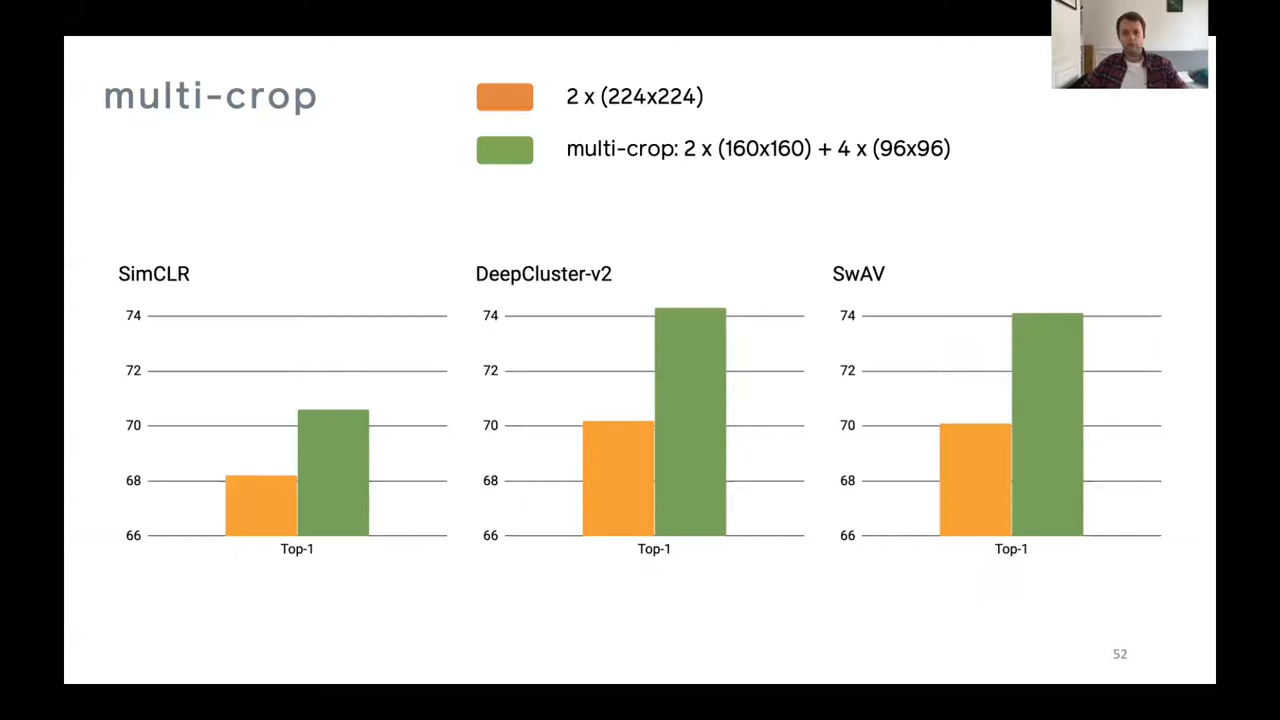 multi-crop
2 x (224x224)
multi-crop: 2 x (160x160) + 4 x (96x96)
SimCLR
74
72
70
68
66
Top-1
DeepCluster-v2
74
72
70
68
66
Top-1
SwAV
74
72
70
68
66
Top-1
52